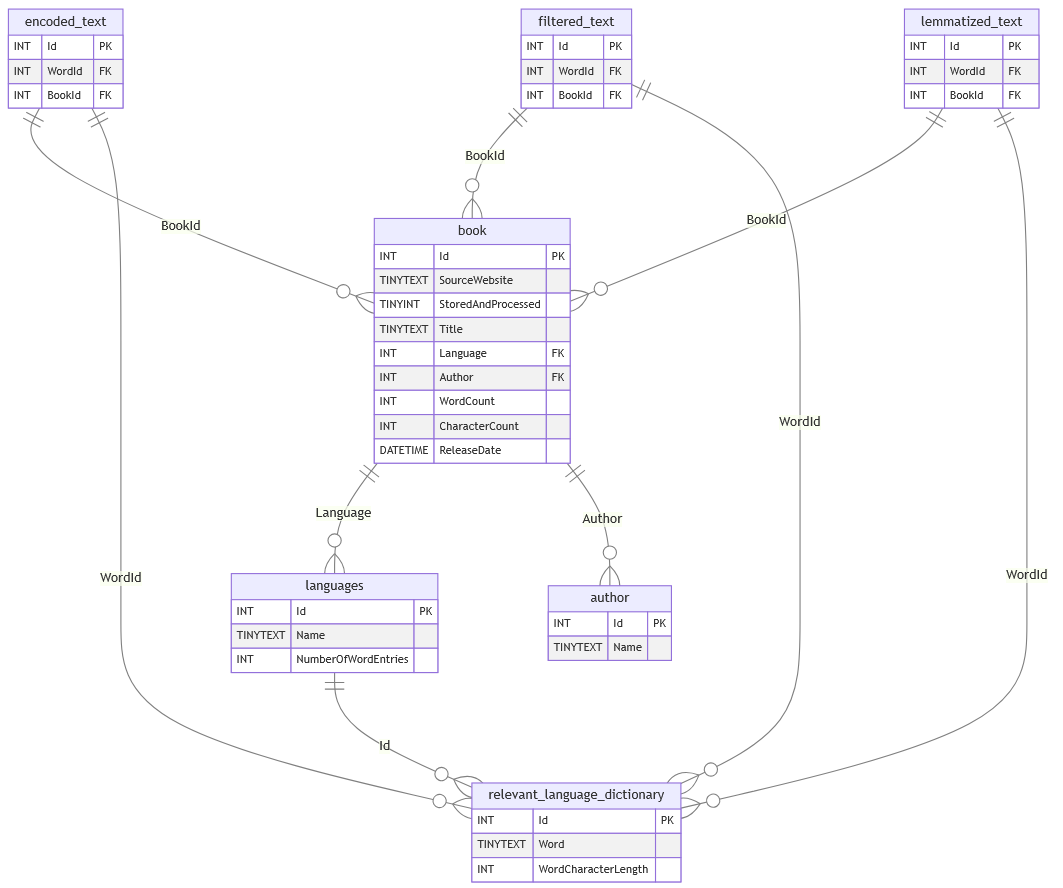 encoded_text
INT Id PK
INT WordId FK
INT BookId FK
filtered_text
INT Id PK
INT WordId FK
INT BookId FK
lemmatized_text
INT Id PK
INT WordId FK
INT BookId FK
BookId
BookId
BookId
book
INT Id PK
TINYTEXT SourceWebsite
TINYINT StoredAndProcessed
TINYTEXT Title
INT Language FK
INT Author FK
INT WordCount
INT CharacterCount
DATETIME ReleaseDate
WordId
Language
Author
WordId
WordId
languages
INT Id PK
TINYTEXT Name
INT NumberOfWordEntries
author
INT Id PK
TINYTEXT Name
Id
relevant_language_dictionary
INT Id PK
TINYTEXT Word
INT WordCharacterLength